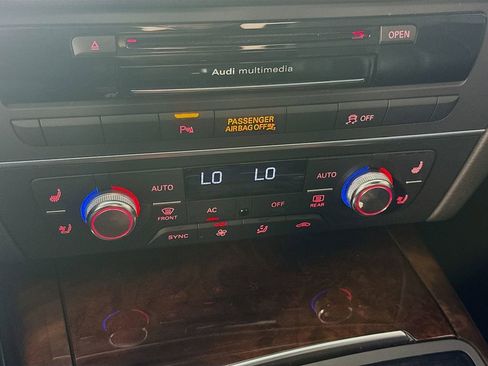 OPEN
Audi multimedia
P
PASSENGER
AIRBAG OFF
OFF
AUTO
LO LO
AUTO
FRONT
AC
OFF
REAR
SYNC